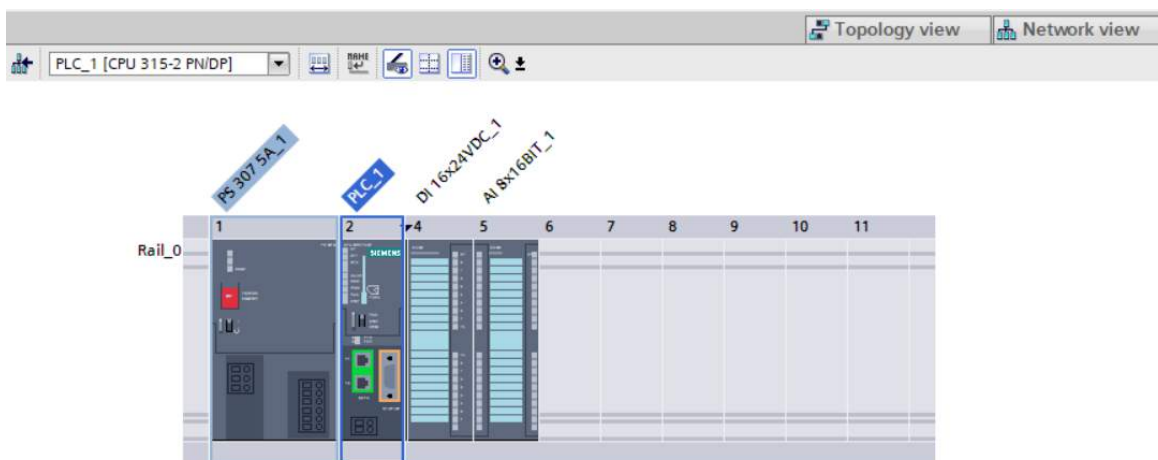 Topology view Network view
PLC_1 [CPU 315-2 PN/DP]
PS 307 5A_1
PLC_1
DI 16x24VDC_1
AI 8x16BIT_1
1 2 4 5 6 7 8 9 10 11
Rail_0
SIEMENS